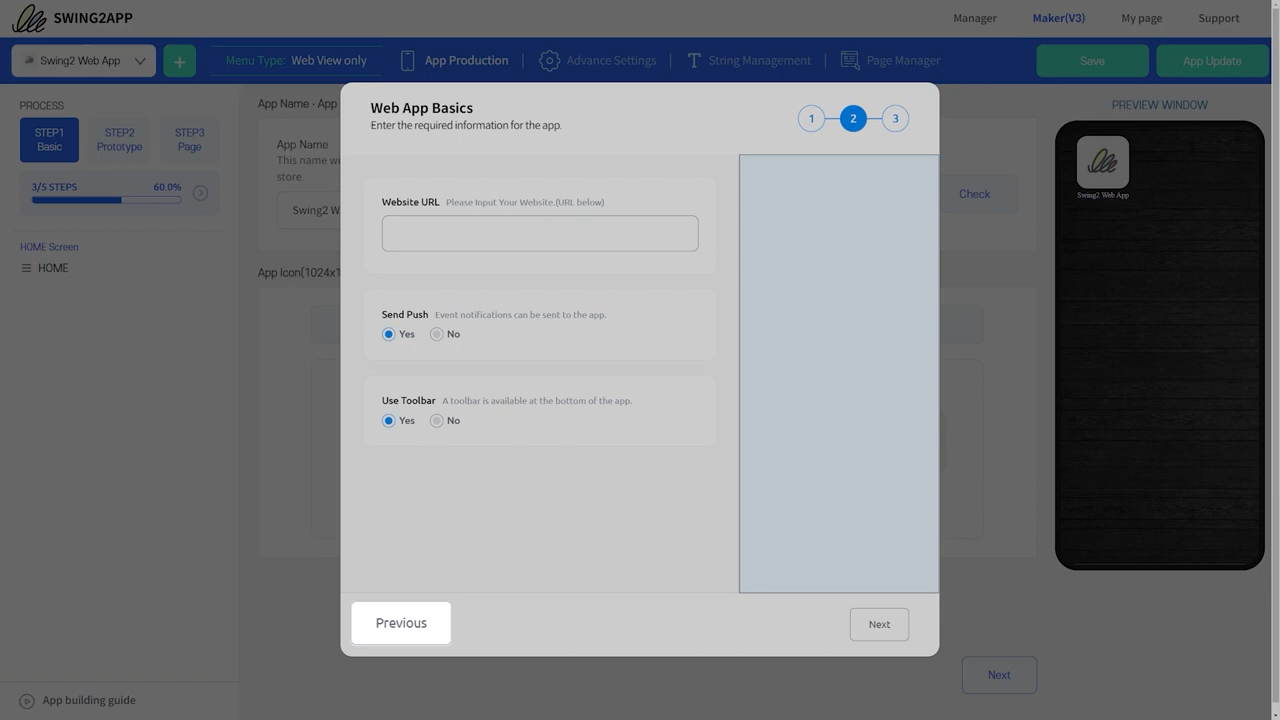 SWING2APP
Manager
Maker(V3)
My page
Support
Swing2 Web App
+
Menu Type: Web View only
App Production
Advance Settings
String Management
Page Manager
Save
App Update
PROCESS
STEP1
Basic
STEP2
Prototype
STEP3
Page
3/5 STEPS
60.0%
HOME Screen
HOME
App building guide
App Name · App
App Name
This name wi
store.
Swing2 W
Check
App Icon(1024x1
Web App Basics
Enter the required information for the app.
1
2
3
Website URL Please Input Your Website.(URL below)
Send Push Event notifications can be sent to the app.
Yes No
Use Toolbar A toolbar is available at the bottom of the app.
Yes No
Previous
Next
Next
PREVIEW WINDOW
Swing2 Web App